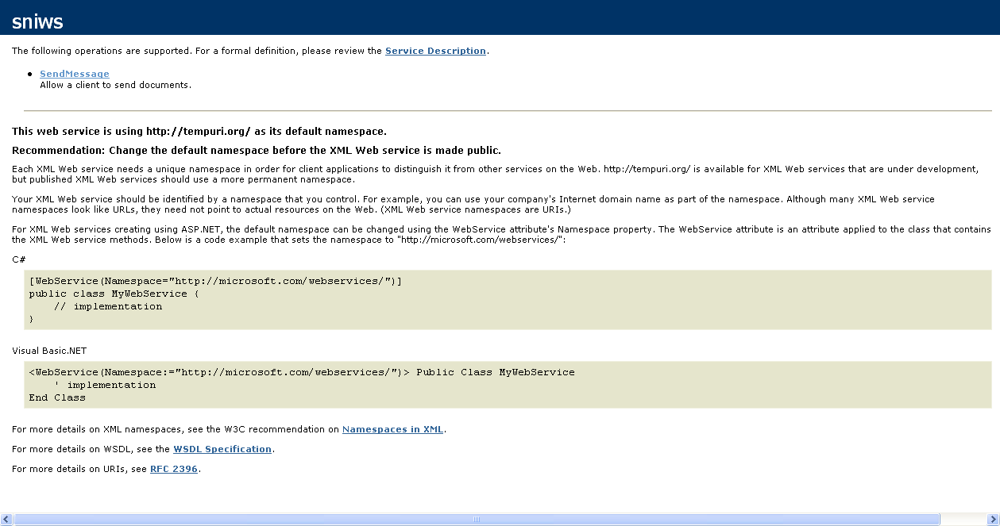 sniws
The following operations are supported. For a formal definition, please review the Service Description.
SendMessage
Allow a client to send documents.
This web service is using http://tempuri.org/ as its default namespace.
Recommendation: Change the default namespace before the XML Web service is made public.
Each XML Web service needs a unique namespace in order for client applications to distinguish it from other services on the Web. http://tempuri.org/ is available for XML Web services that are under development,
but published XML Web services should use a more permanent namespace.
Your XML Web service should be identified by a namespace that you control. For example, you can use your company's Internet domain name as part of the namespace. Although many XML Web service
namespaces look like URLs, they need not point to actual resources on the Web. (XML Web service namespaces are URIs.)
For XML Web services creating using ASP.NET, the default namespace can be changed using the WebService attribute's Namespace property. The WebService attribute is an attribute applied to the class that contains
the XML Web service methods. Below is a code example that sets the namespace to "http://microsoft.com/webservices/":
C#
[WebService(Namespace="http://microsoft.com/webservices/")]
public class MyWebService {
// implementation
}
Visual Basic.NET
<WebService(Namespace:="http://microsoft.com/webservices/")> Public Class MyWebService
' implementation
End Class
For more details on XML namespaces, see the W3C recommendation on Namespaces in XML.
For more details on WSDL, see the WSDL Specification.
For more details on URIs, see RFC 2396.